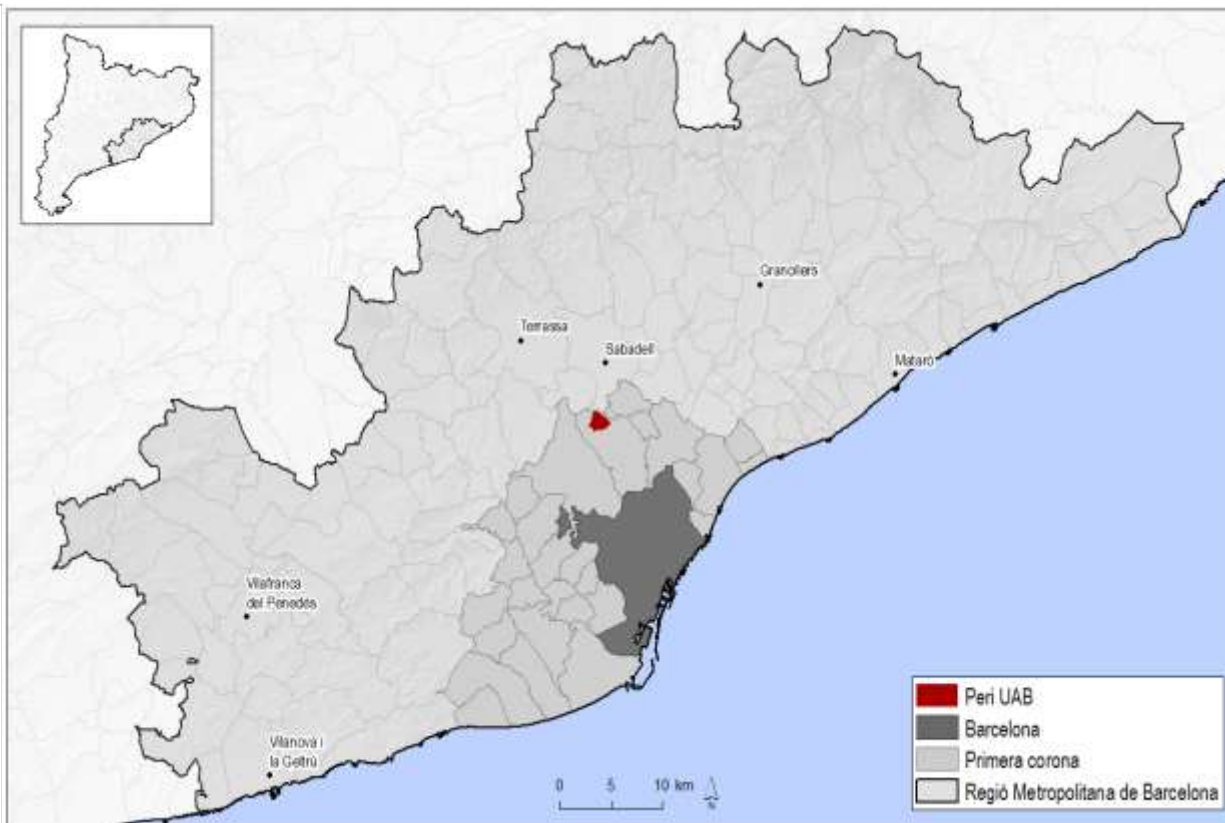 Granollers
Terrassa
Sabadell
Mataró
Vilafranca
del Penedès
Vilanova i
la Geltrú
0 5 10 km
Peri UAB
Barcelona
Primera corona
Regió Metropolitana de Barcelona